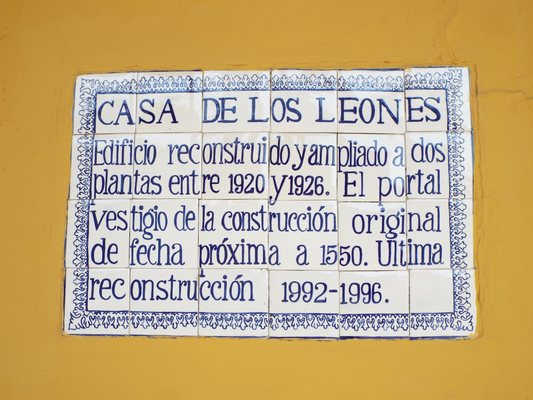 CASA DE LOS LEONES
Edificio reconstruido y ampliado a dos
plantas entre 1920 y 1926. El portal
vestigio de la construcción original
de fecha próxima a 1550. Ultima
reconstrucción 1992-1996.